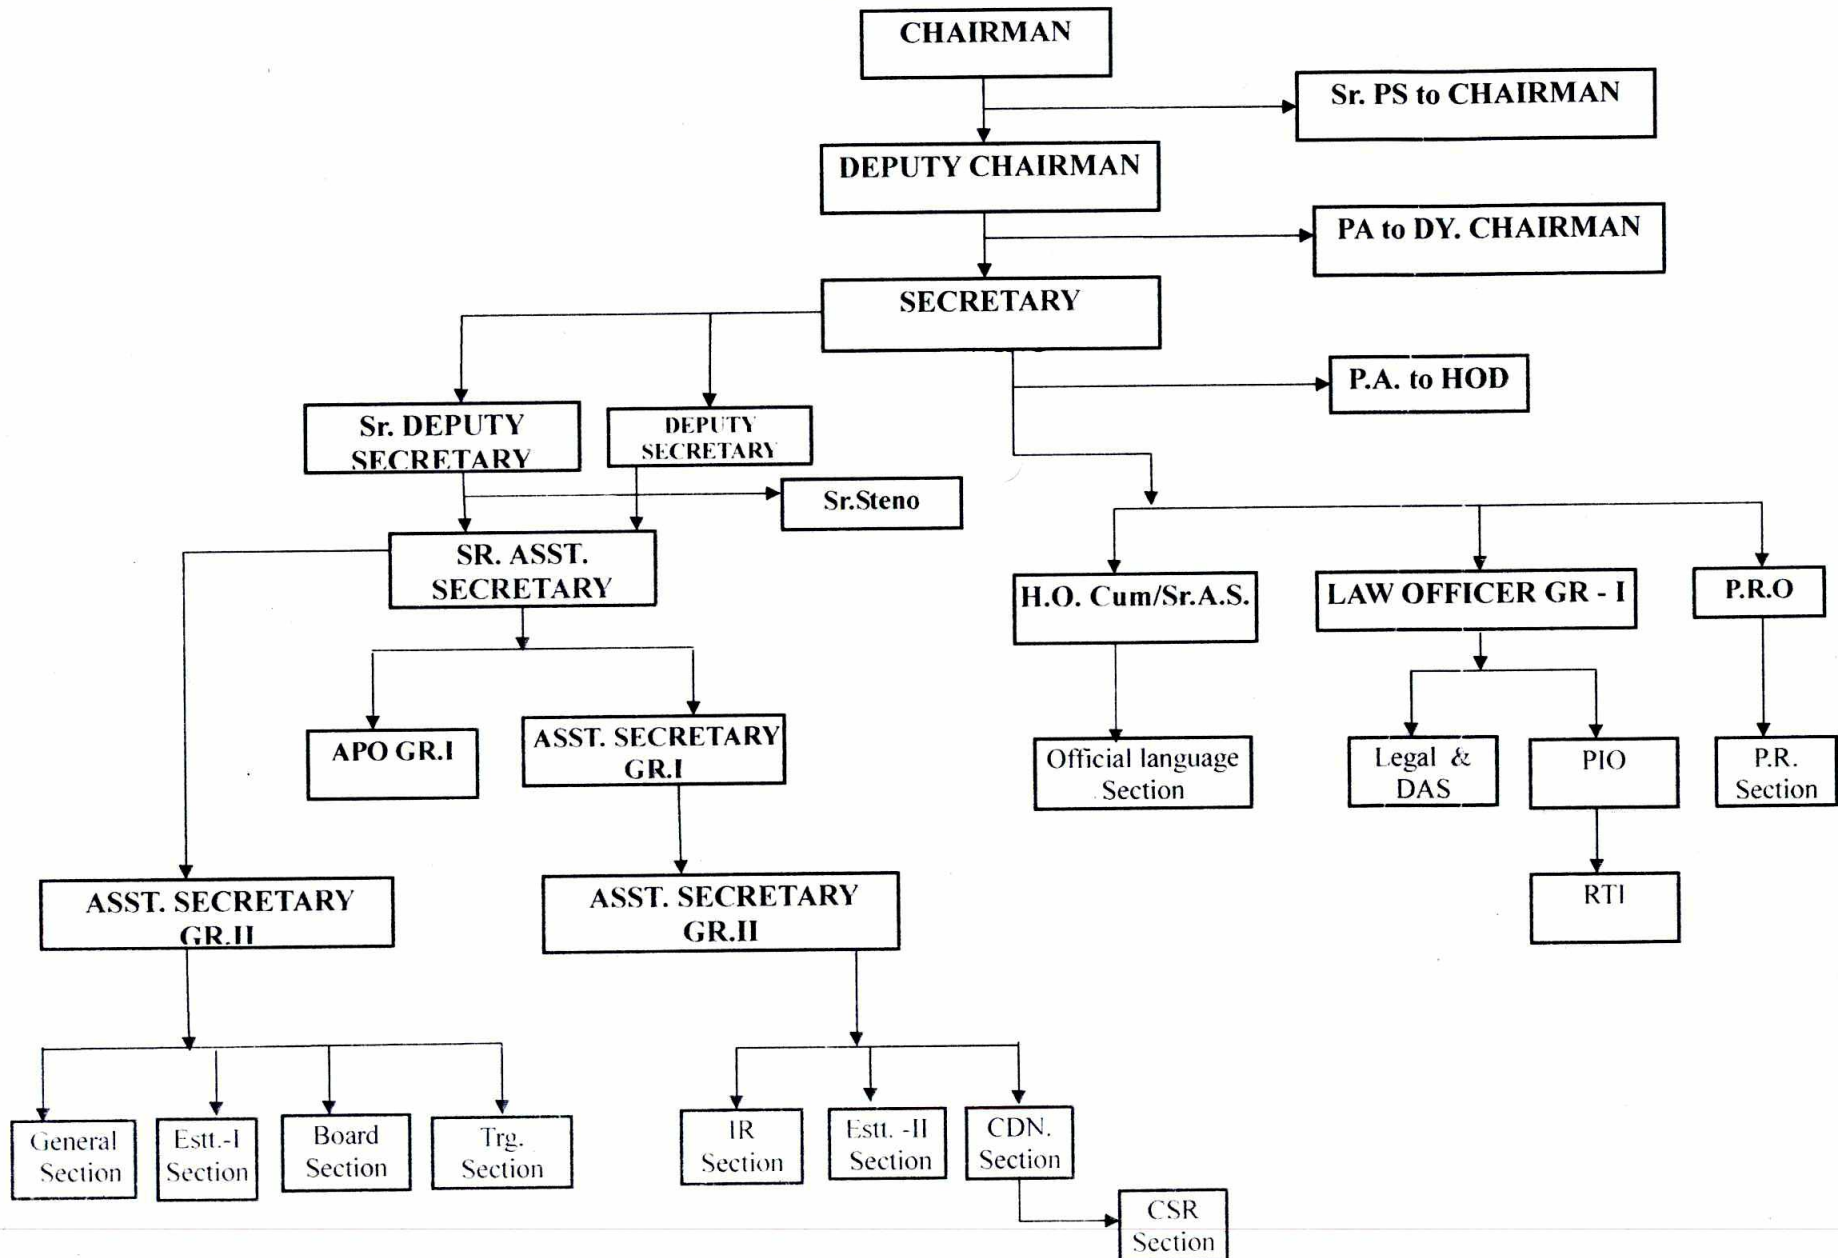 CHAIRMAN
Sr. PS to CHAIRMAN
DEPUTY CHAIRMAN
PA to DY. CHAIRMAN
SECRETARY
P.A. to HOD
Sr. DEPUTY
SECRETARY
DEPUTY
SECRETARY
Sr.Steno
SR. ASST.
SECRETARY
H.O. Cum/Sr.A.S.
LAW OFFICER GR - I
P.R.O
APO GR.I
ASST. SECRETARY
GR.I
Official language
Section
Legal &
DAS
PIO
P.R.
Section
ASST. SECRETARY
GR.II
ASST. SECRETARY
GR.II
RTI
General
Section
Estt.-I
Section
Board
Section
Trg.
Section
IR
Section
Estt. -II
Section
CDN.
Section
CSR
Section